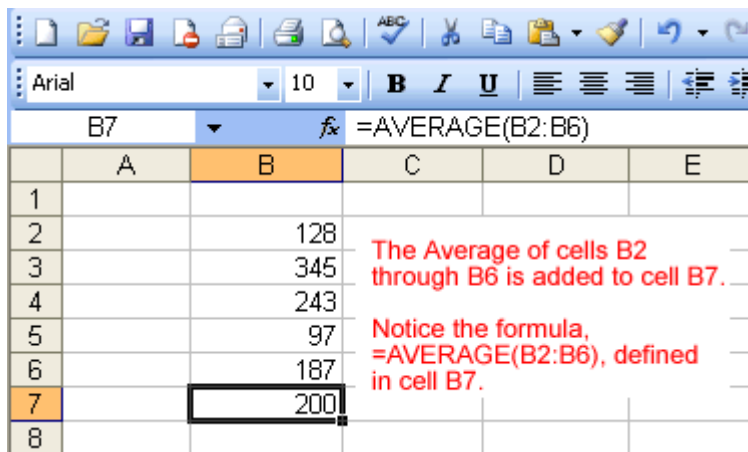 ABC
Arial 10 B I U
B7 fx =AVERAGE(B2:B6)
A B C D E
1
2 128
3 345
4 243
5 97
6 187
7 200
8
The Average of cells B2
through B6 is added to cell B7.
Notice the formula,
=AVERAGE(B2:B6), defined
in cell B7.